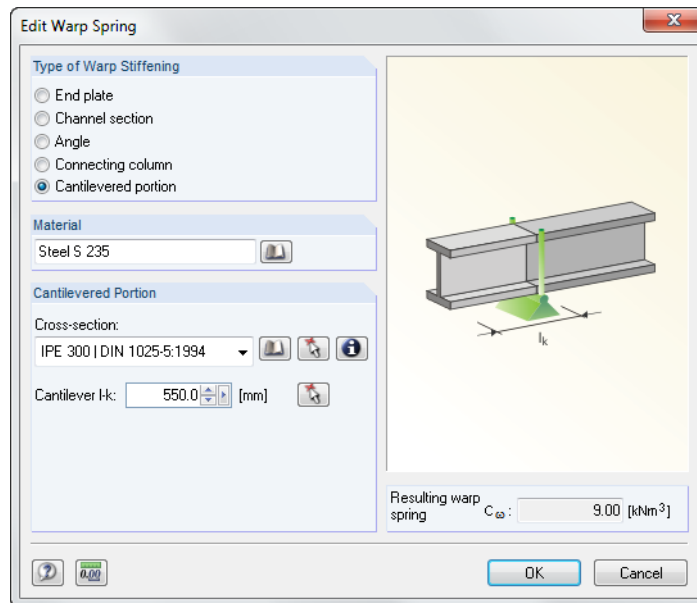 Edit Warp Spring
Type of Warp Stiffening
End plate
Channel section
Angle
Connecting column
Cantilevered portion
Material
Steel S 235
Cantilevered Portion
Cross-section:
IPE 300 | DIN 1025-5:1994
Cantilever l-k: 550.0 [mm]
lk
Resulting warp
spring Cω: 9.00 [kNm³]
0.00
OK Cancel